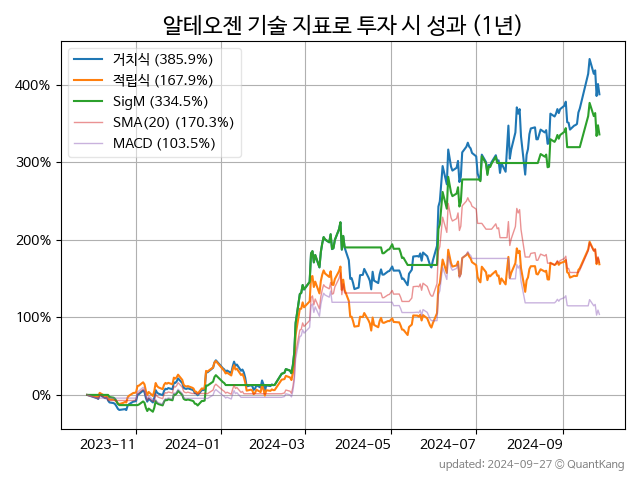 알테오젠 기술 지표로 투자 시 성과 (1년)
거치식 (385.9%)
적립식 (167.9%)
SigM (334.5%)
SMA(20) (170.3%)
MACD (103.5%)
400%
300%
200%
100%
0%
2023-11 2024-01 2024-03 2024-05 2024-07 2024-09
updated: 2024-09-27 © QuantKang